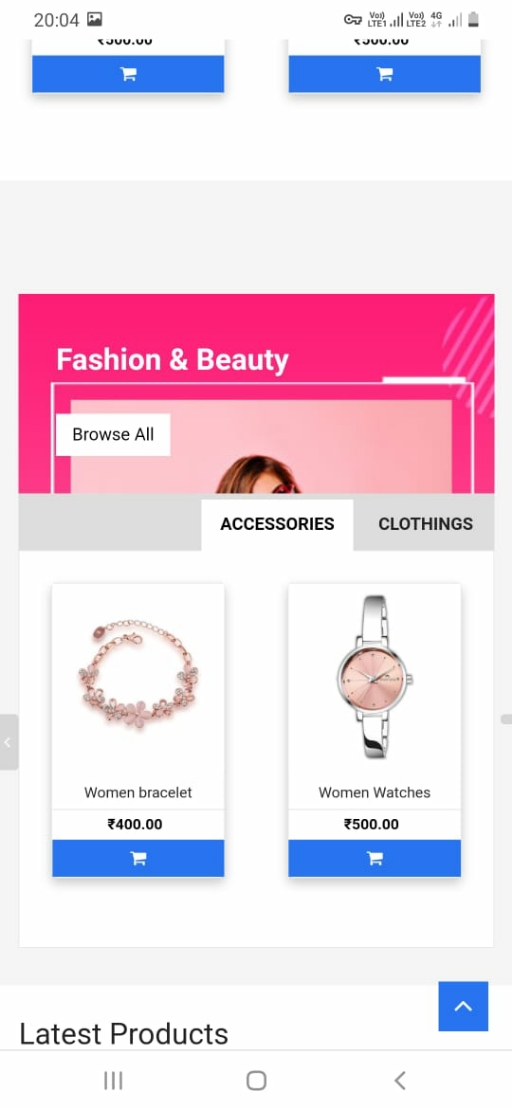 20:04
Vo)) LTE1 Vo)) LTE2 4G
₹500.00 ₹500.00
Fashion & Beauty
Browse All
ACCESSORIES CLOTHINGS
Women bracelet Women Watches
₹400.00 ₹500.00
Latest Products